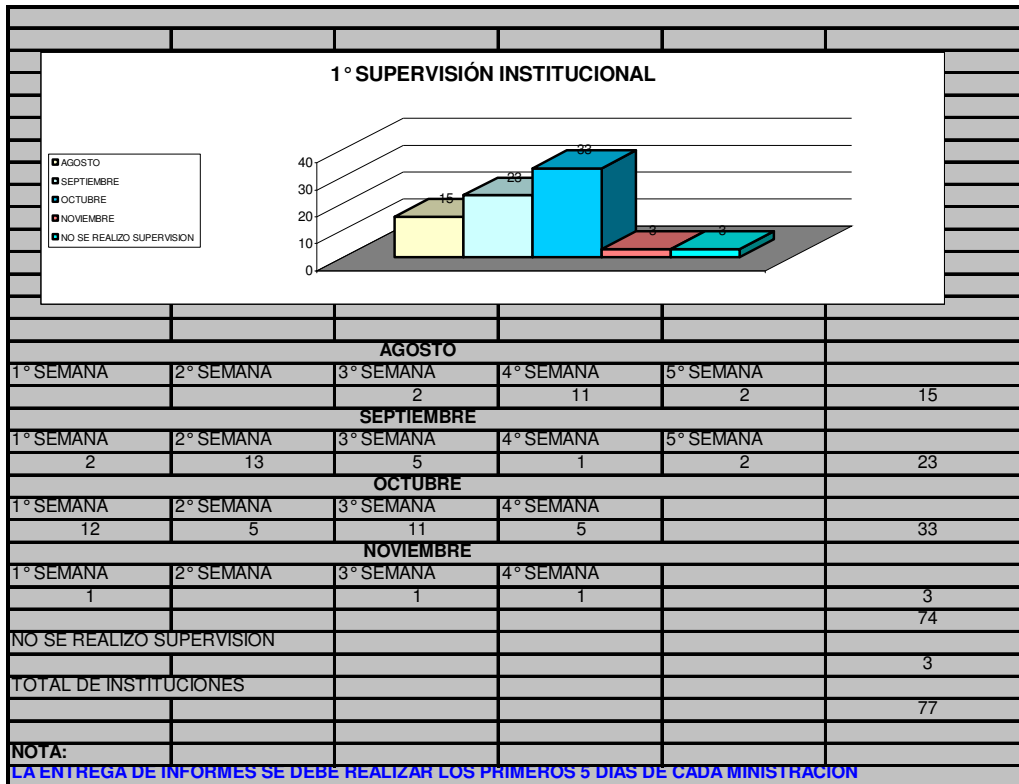 1° SUPERVISIÓN INSTITUCIONAL
AGOSTO
SEPTIEMBRE
OCTUBRE
NOVIEMBRE
NO SE REALIZO SUPERVISION
40
30
20
10
0
15
23
33
3
3
AGOSTO
1° SEMANA 2° SEMANA 3° SEMANA 4° SEMANA 5° SEMANA
2 11 2 15
SEPTIEMBRE
1° SEMANA 2° SEMANA 3° SEMANA 4° SEMANA 5° SEMANA
2 13 5 1 2 23
OCTUBRE
1° SEMANA 2° SEMANA 3° SEMANA 4° SEMANA
12 5 11 5 33
NOVIEMBRE
1° SEMANA 2° SEMANA 3° SEMANA 4° SEMANA
1 1 1 3
74
NO SE REALIZO SUPERVISION
3
TOTAL DE INSTITUCIONES
77
NOTA:
LA ENTREGA DE INFORMES SE DEBE REALIZAR LOS PRIMEROS 5 DIAS DE CADA MINISTRACION